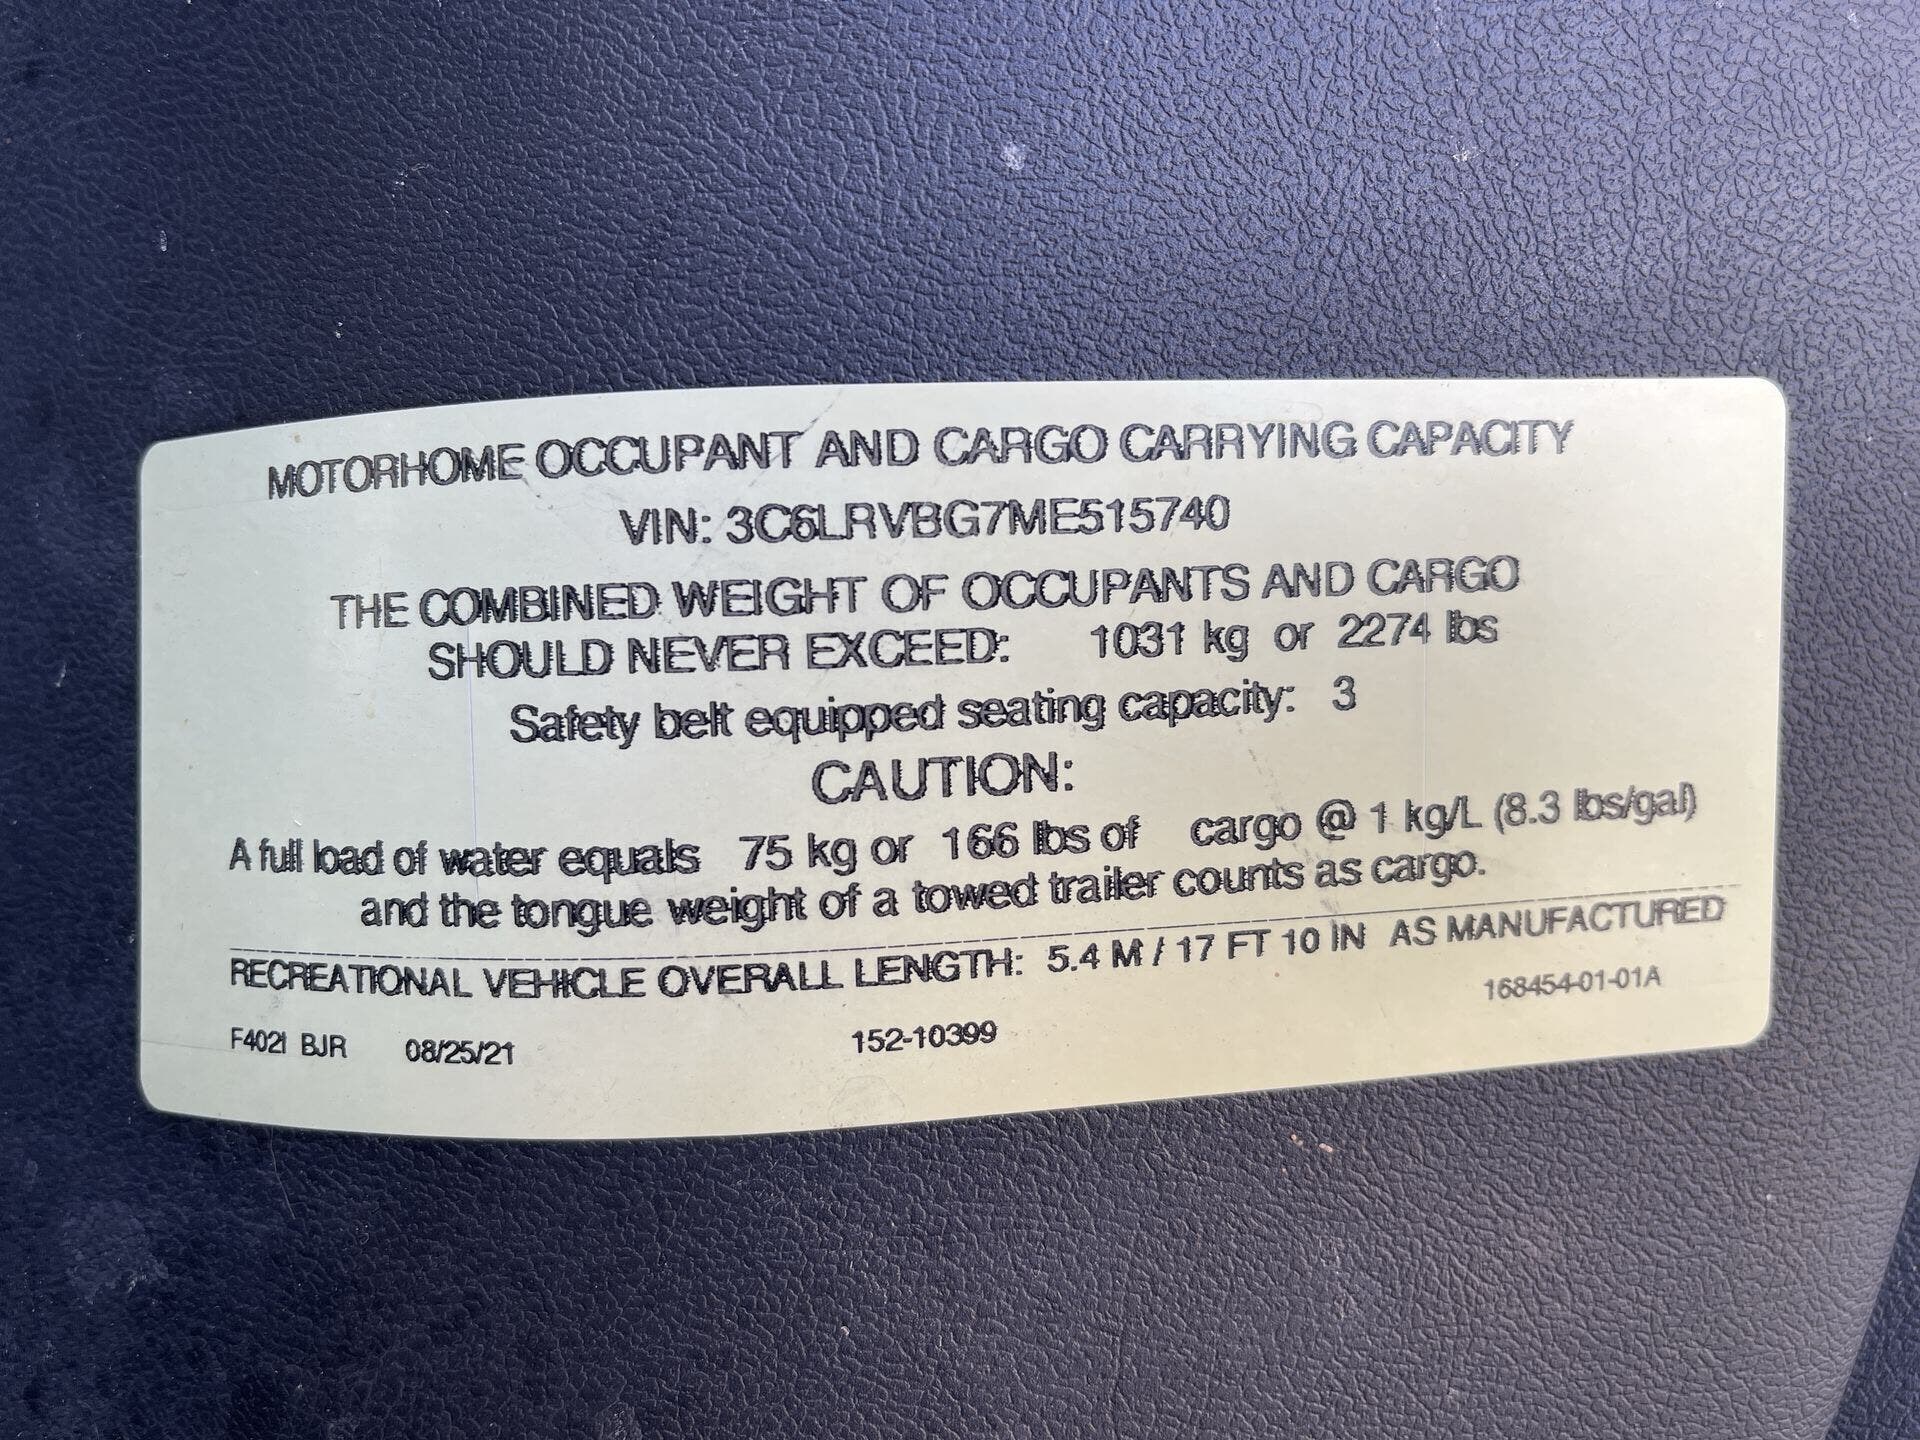 MOTORHOME OCCUPANT AND CARGO CARRYING CAPACITY
VIN: 3C6LRVBG7ME515740
THE COMBINED WEIGHT OF OCCUPANTS AND CARGO
SHOULD NEVER EXCEED: 1031 kg or 2274 lbs
Safety belt equipped seating capacity: 3
CAUTION:
A full load of water equals 75 kg or 166 lbs of cargo @ 1 kg/L (8.3 lbs/gal)
and the tongue weight of a towed trailer counts as cargo.
RECREATIONAL VEHICLE OVERALL LENGTH: 5.4 M / 17 FT 10 IN AS MANUFACTURED
168454-01-01A
F402I BJR 08/25/21 152-10399